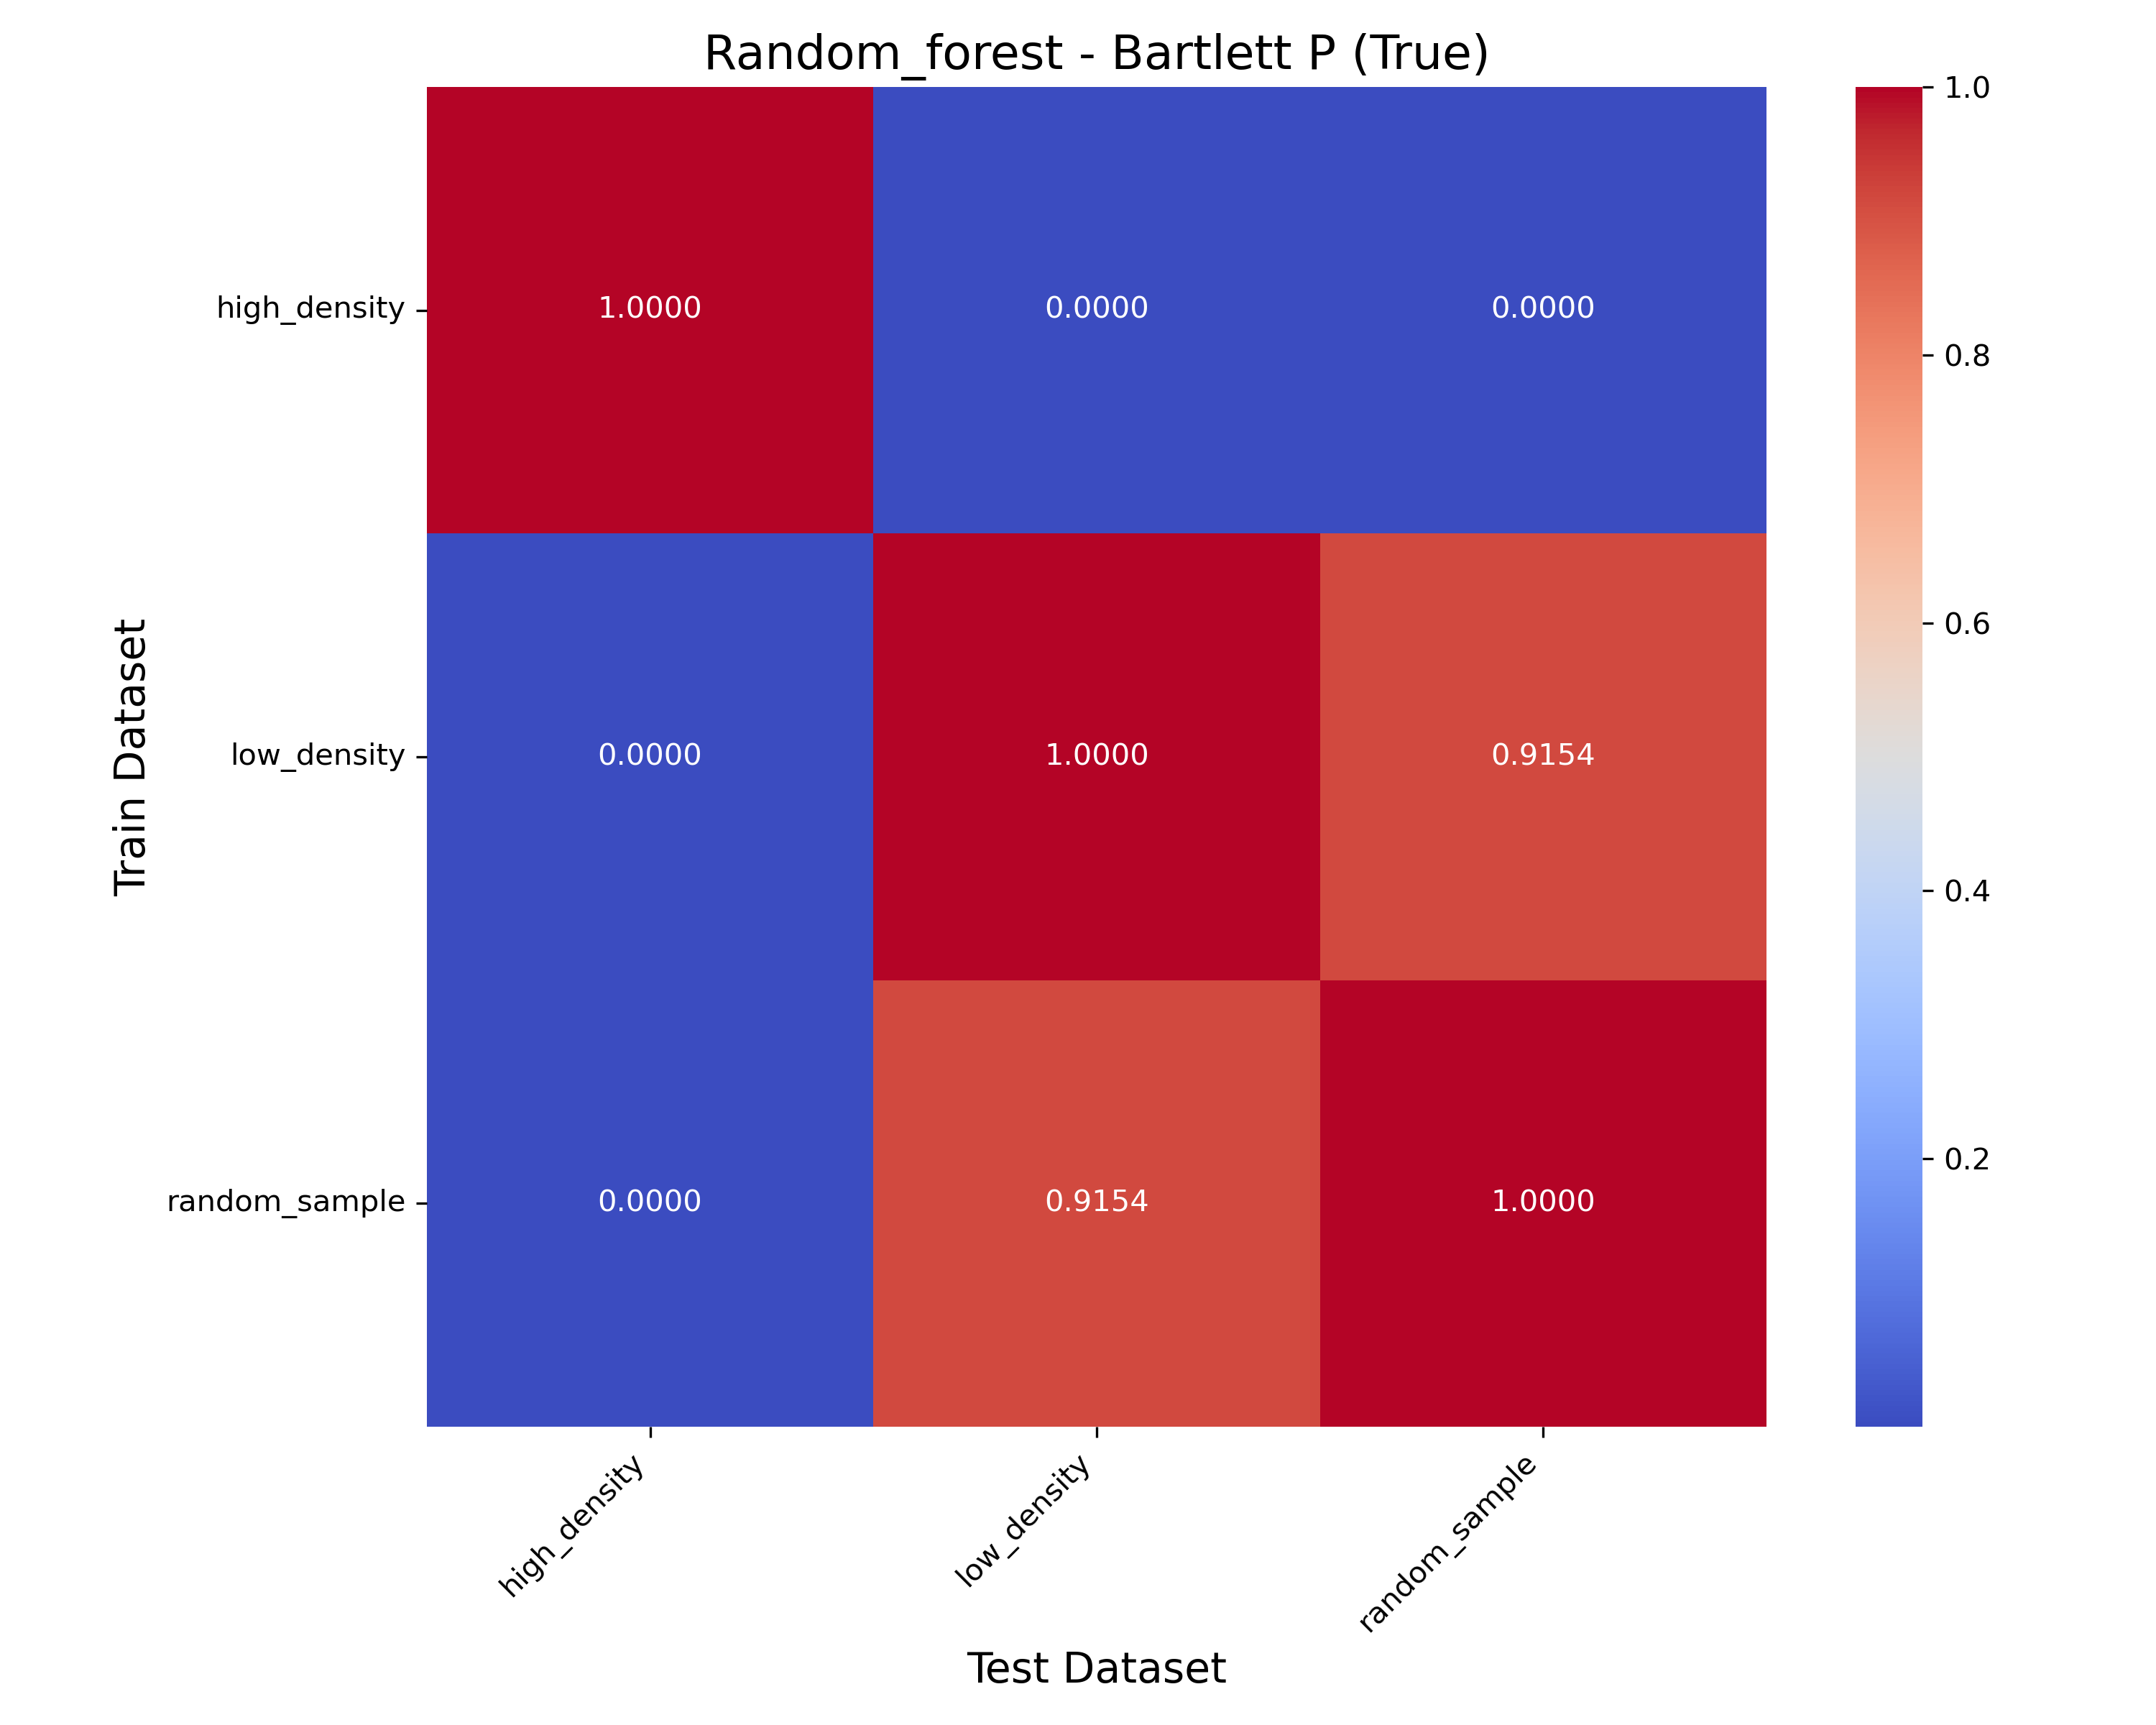 Random_forest - Bartlett P (True)
1.0
0.8
0.6
0.4
0.2
Train Dataset
high_density
1.0000 0.0000 0.0000
low_density
0.0000 1.0000 0.9154
random_sample
0.0000 0.9154 1.0000
high_density
low_density
random_sample
Test Dataset